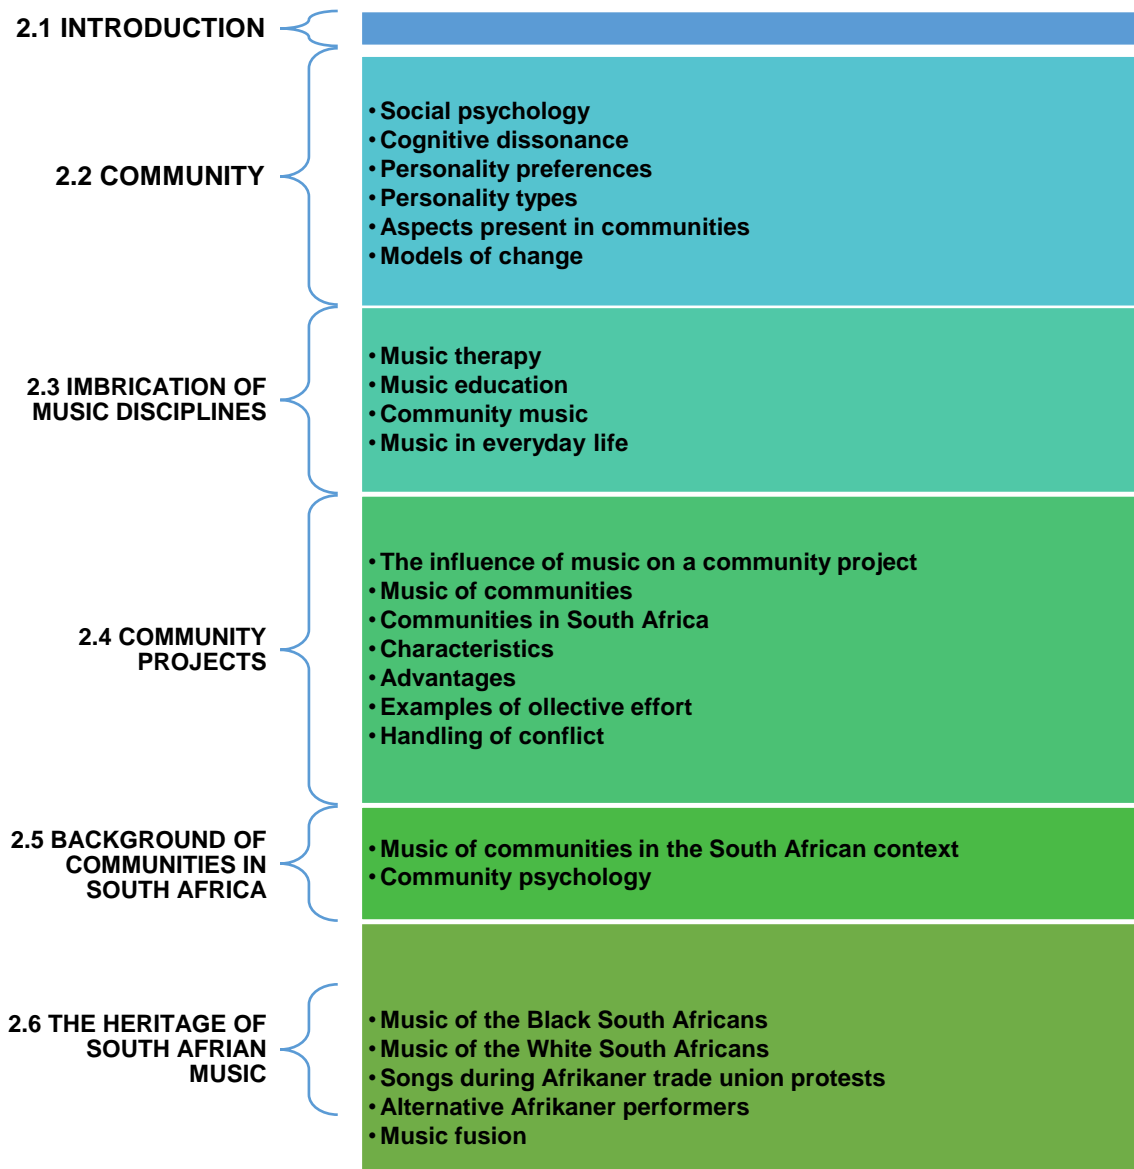 2.1 INTRODUCTION
2.2 COMMUNITY
• Social psychology
• Cognitive dissonance
• Personality preferences
• Personality types
• Aspects present in communities
• Models of change
2.3 IMBRICATION OF
MUSIC DISCIPLINES
• Music therapy
• Music education
• Community music
• Music in everyday life
2.4 COMMUNITY
PROJECTS
• The influence of music on a community project
• Music of communities
• Communities in South Africa
• Characteristics
• Advantages
• Examples of ollective effort
• Handling of conflict
2.5 BACKGROUND OF
COMMUNITIES IN
SOUTH AFRICA
• Music of communities in the South African context
• Community psychology
2.6 THE HERITAGE OF
SOUTH AFRIAN
MUSIC
• Music of the Black South Africans
• Music of the White South Africans
• Songs during Afrikaner trade union protests
• Alternative Afrikaner performers
• Music fusion